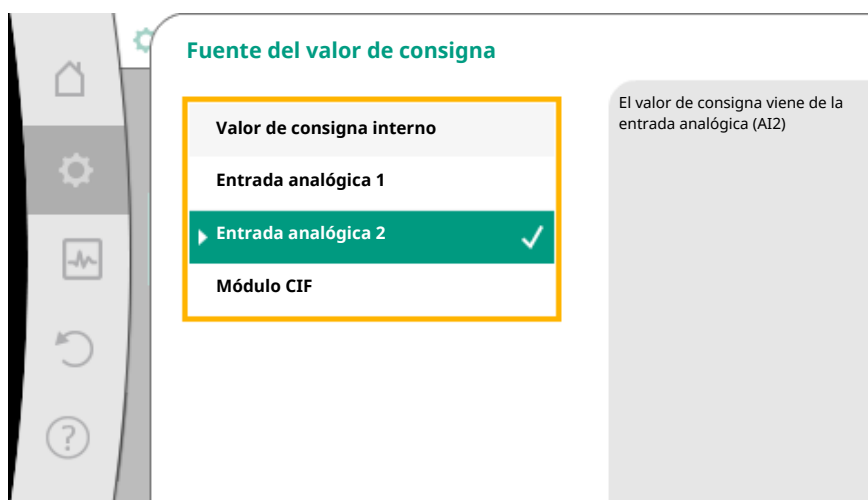 Fuente del valor de consigna
Valor de consigna interno
Entrada analógica 1
Entrada analógica 2
Módulo CIF
El valor de consigna viene de la
entrada analógica (AI2)
?